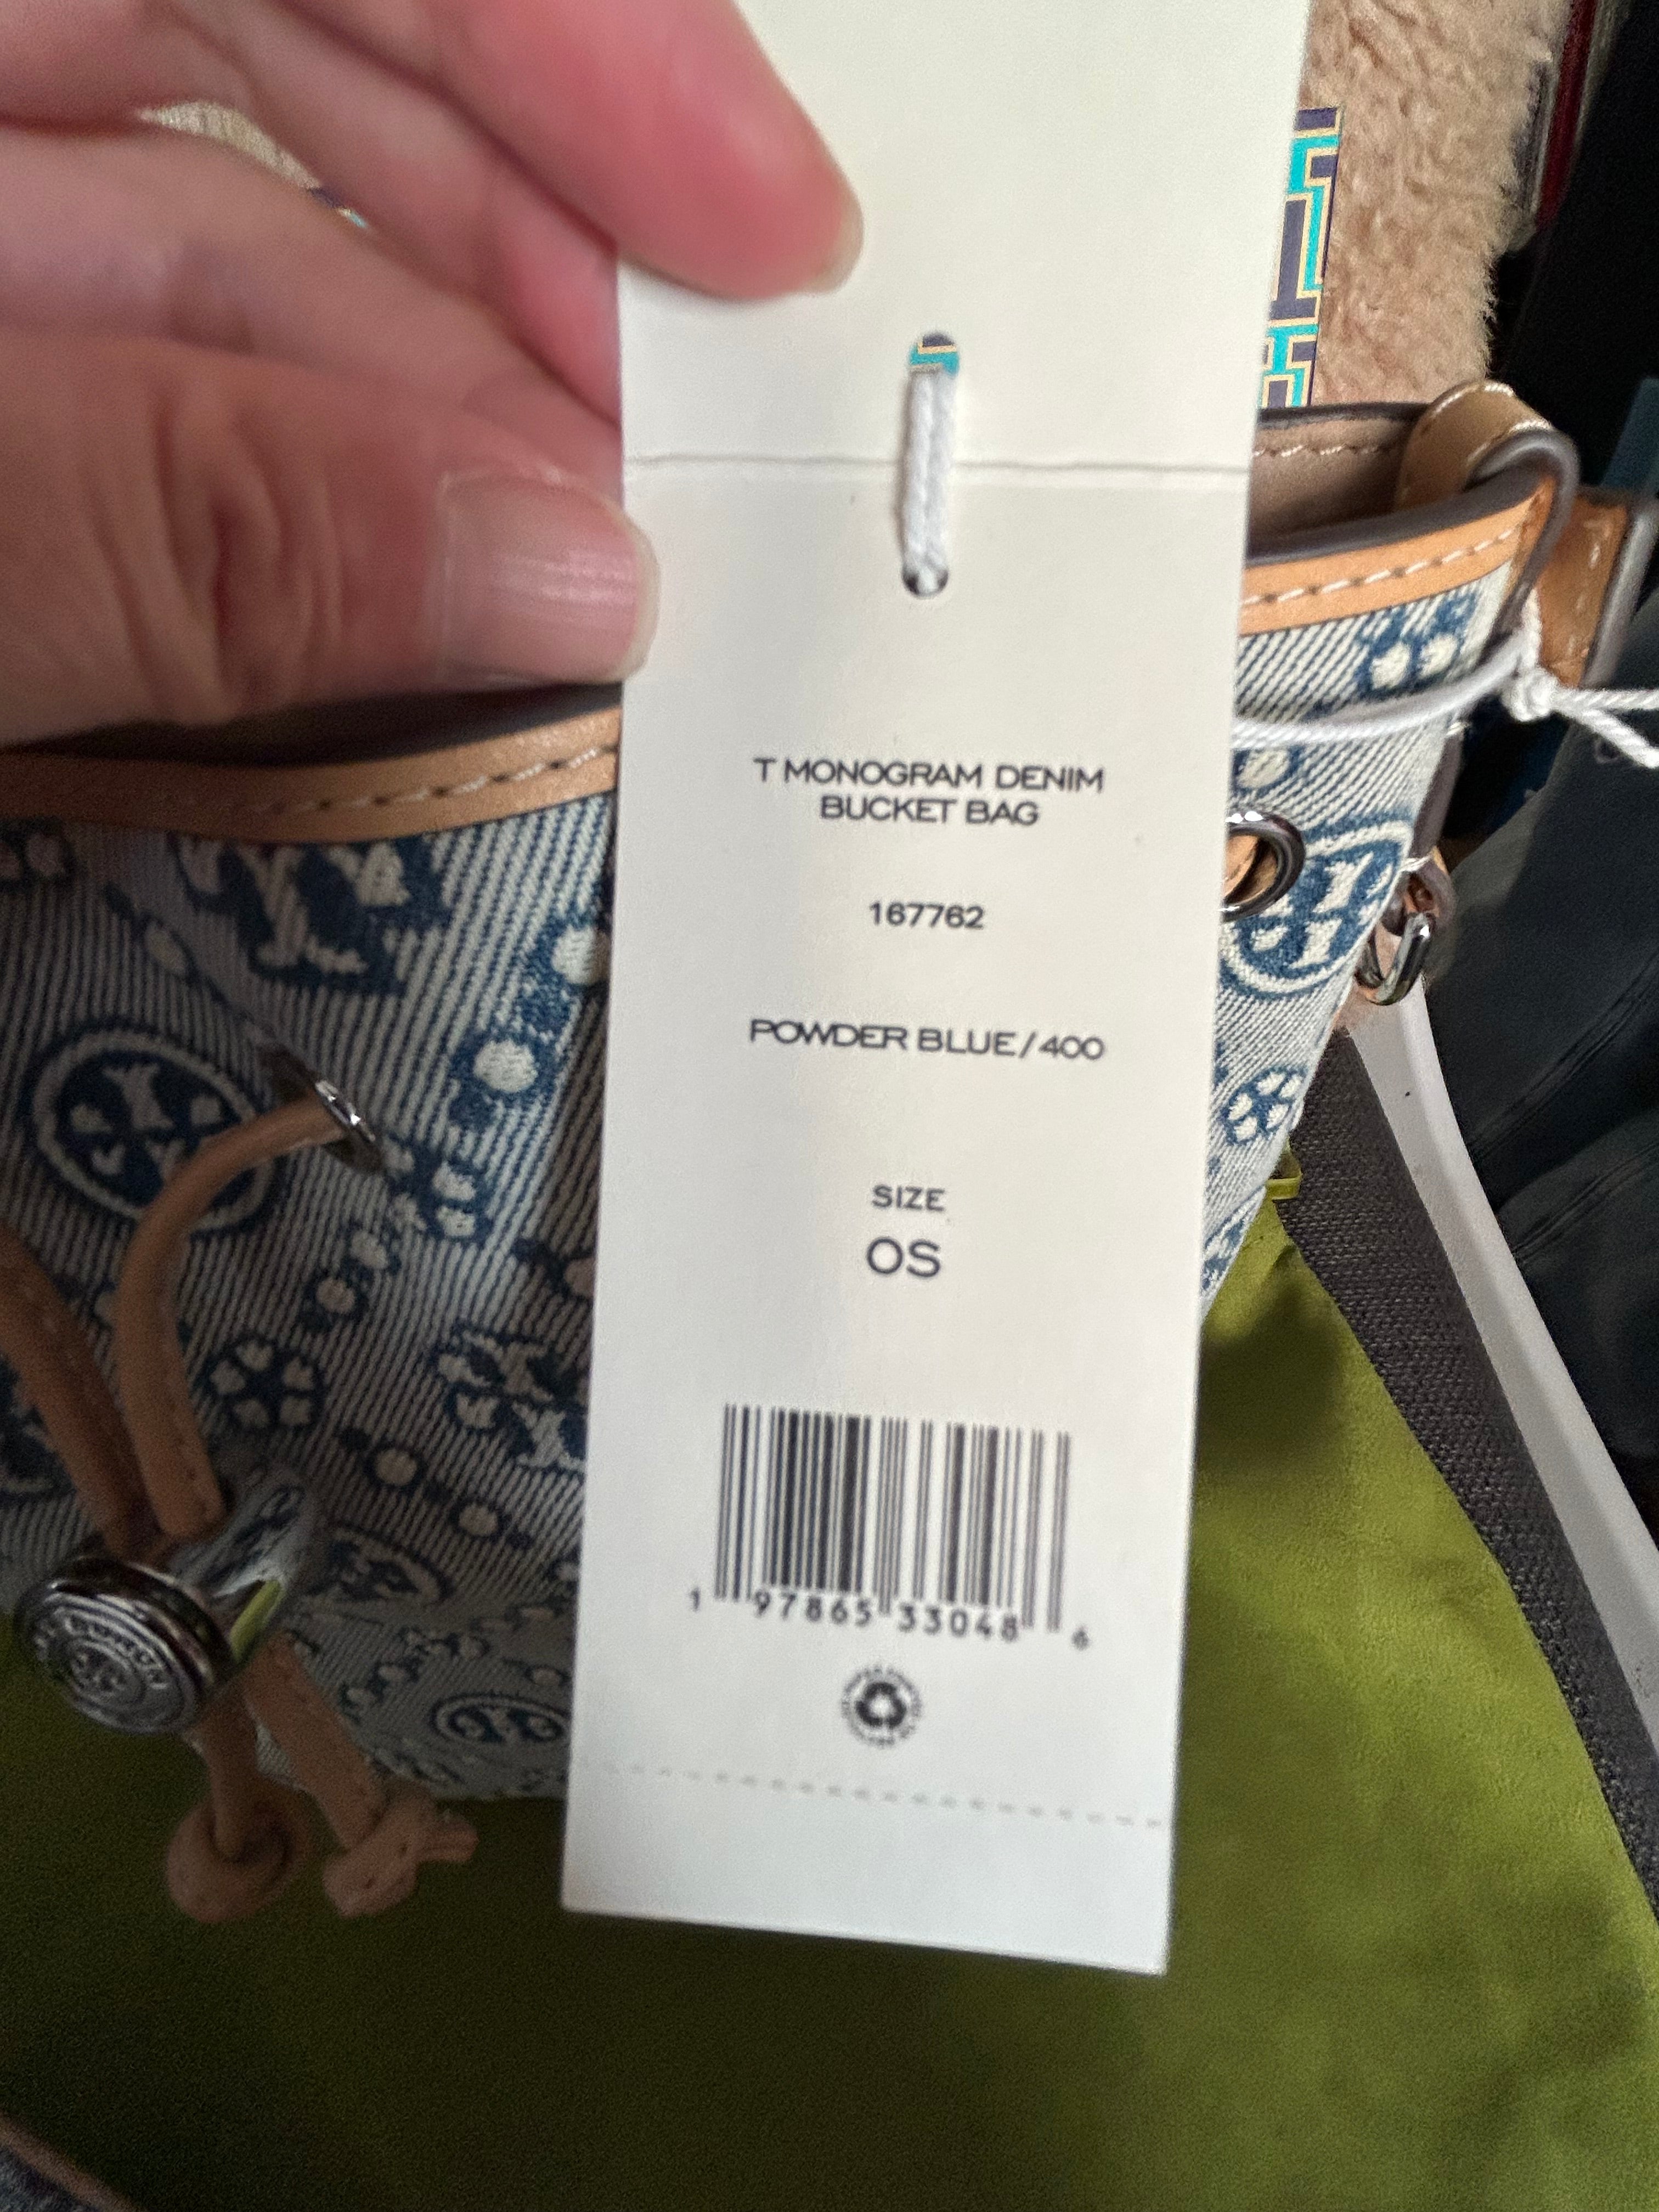 T MONOGRAM DENIM
BUCKET BAG
167762
POWDER BLUE/400
SIZE
OS
1 97865 33048 6